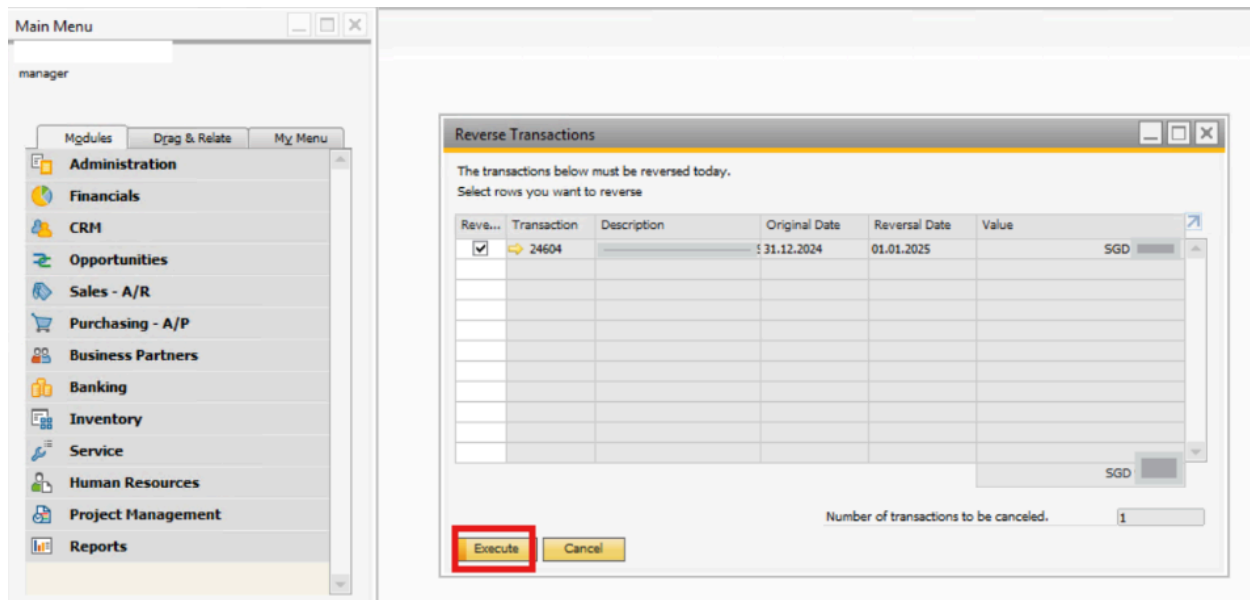 Main Menu
manager
Modules Drag & Relate My Menu
Administration
Financials
CRM
Opportunities
Sales - A/R
Purchasing - A/P
Business Partners
Banking
Inventory
Service
Human Resources
Project Management
Reports
Reverse Transactions
The transactions below must be reversed today.
Select rows you want to reverse
Reve... Transaction Description Original Date Reversal Date Value
24604 31.12.2024 01.01.2025 SGD
SGD
Number of transactions to be canceled. 1
Execute Cancel